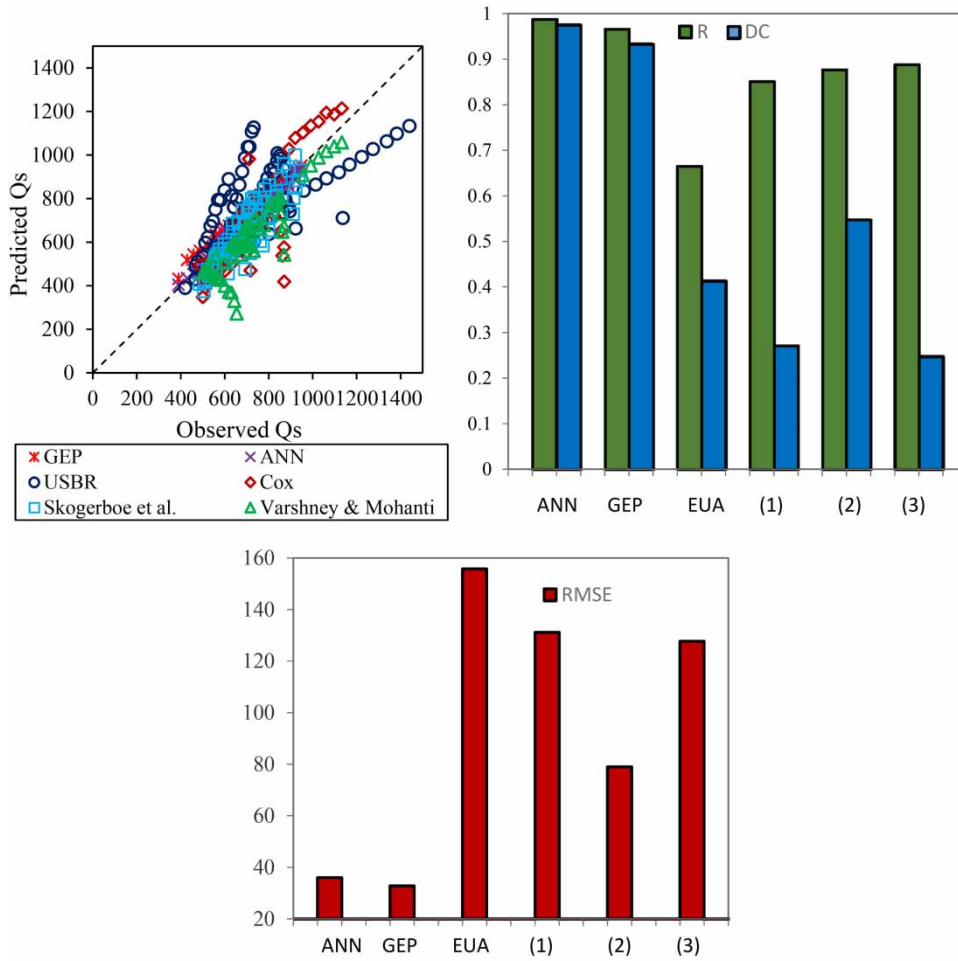 1400
1200
1000
800
600
400
200
0
Predicted Qs
0 200 400 600 800 1000 1200 1400
Observed Qs
GEP ANN
USBR Cox
Skogerboe et al. Varshney & Mohanti
R DC
1
0.9
0.8
0.7
0.6
0.5
0.4
0.3
0.2
0.1
0
ANN GEP EUA (1) (2) (3)
RMSE
160
140
120
100
80
60
40
20
ANN GEP EUA (1) (2) (3)